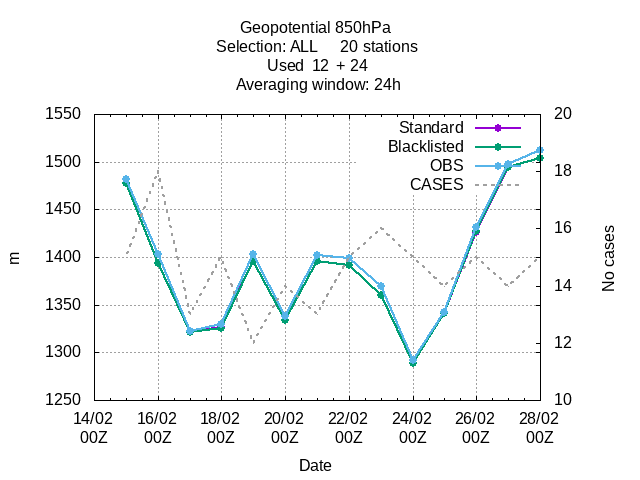 Geopotential 850hPa
Selection: ALL 20 stations
Used 12 + 24
Averaging window: 24h
1550
1500
1450
1400
1350
1300
1250
m
20
18
16
14
12
10
No cases
Standard
Blacklisted
OBS
CASES
14/02 16/02 18/02 20/02 22/02 24/02 26/02 28/02
00Z 00Z 00Z 00Z 00Z 00Z 00Z 00Z
Date